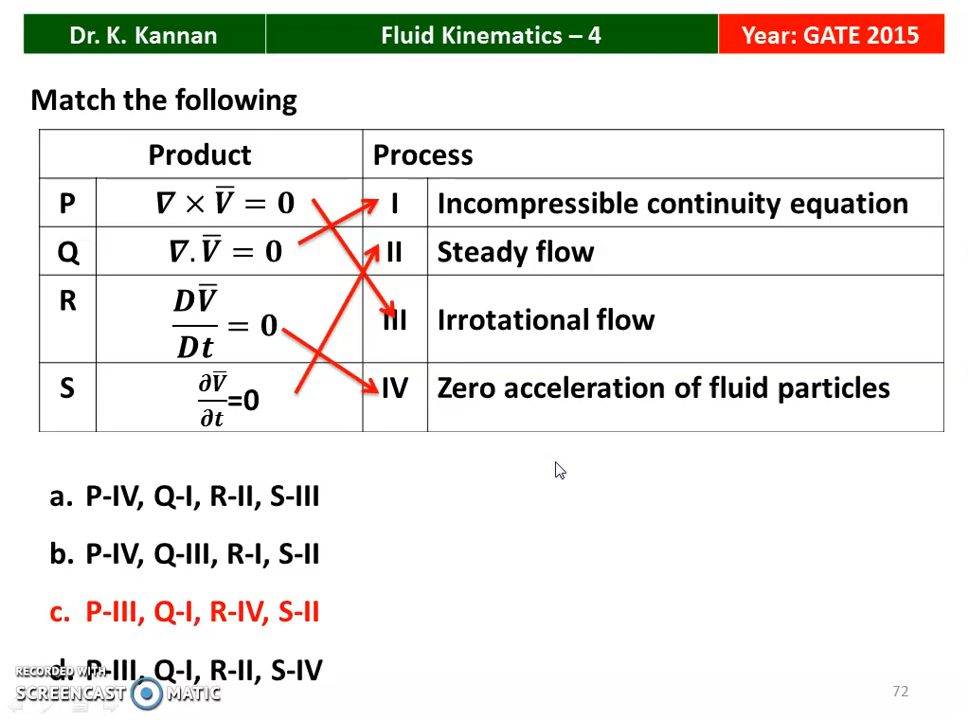 Dr. K. Kannan Fluid Kinematics – 4 Year: GATE 2015
Match the following
Product Process
P ∇ × V̅ = 0 I Incompressible continuity equation
Q ∇. V̅ = 0 II Steady flow
R DV̅/Dt = 0 III Irrotational flow
S ∂V̅/∂t =0 IV Zero acceleration of fluid particles
a. P-IV, Q-I, R-II, S-III
b. P-IV, Q-III, R-I, S-II
c. P-III, Q-I, R-IV, S-II
d. P-III, Q-I, R-II, S-IV
RECORDED WITH
SCREENCAST MATIC
72